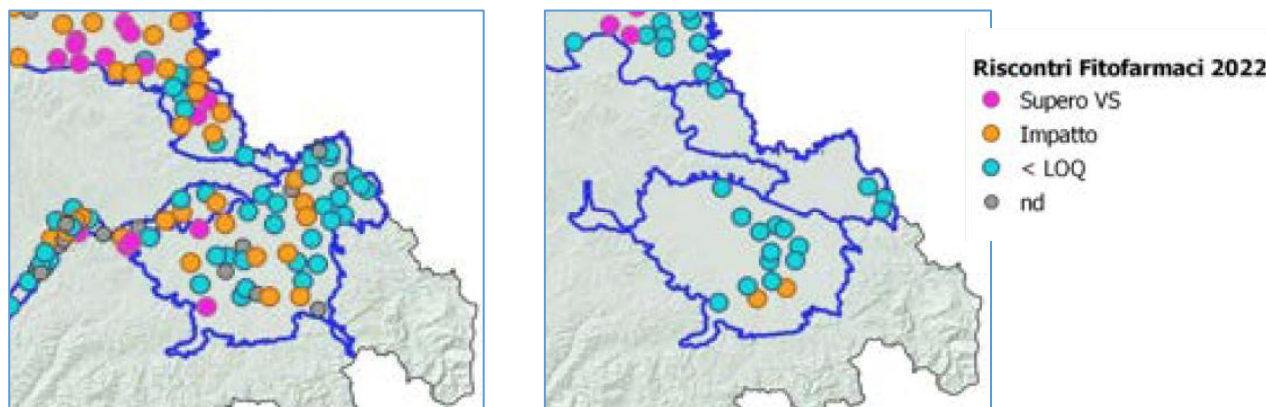 Riscontri Fitofarmaci 2022
Supero VS
Impatto
< LOQ
nd